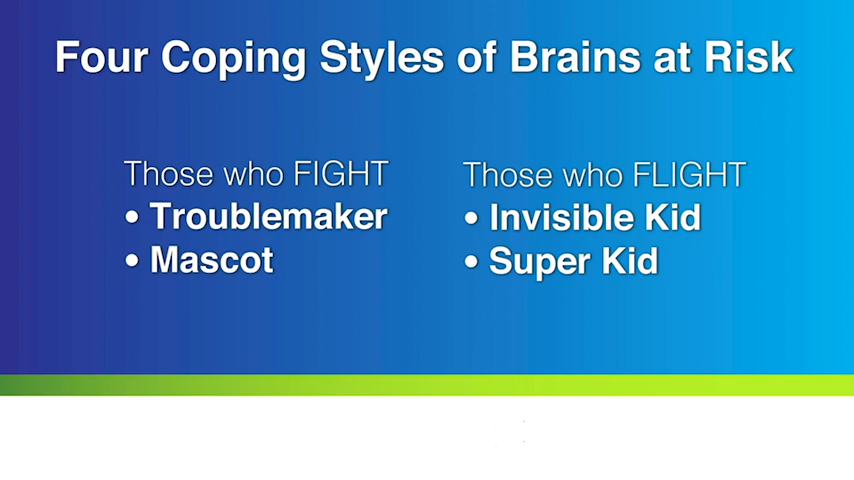 Four Coping Styles of Brains at Risk
Those who FIGHT
• Troublemaker
• Mascot
Those who FLIGHT
• Invisible Kid
• Super Kid